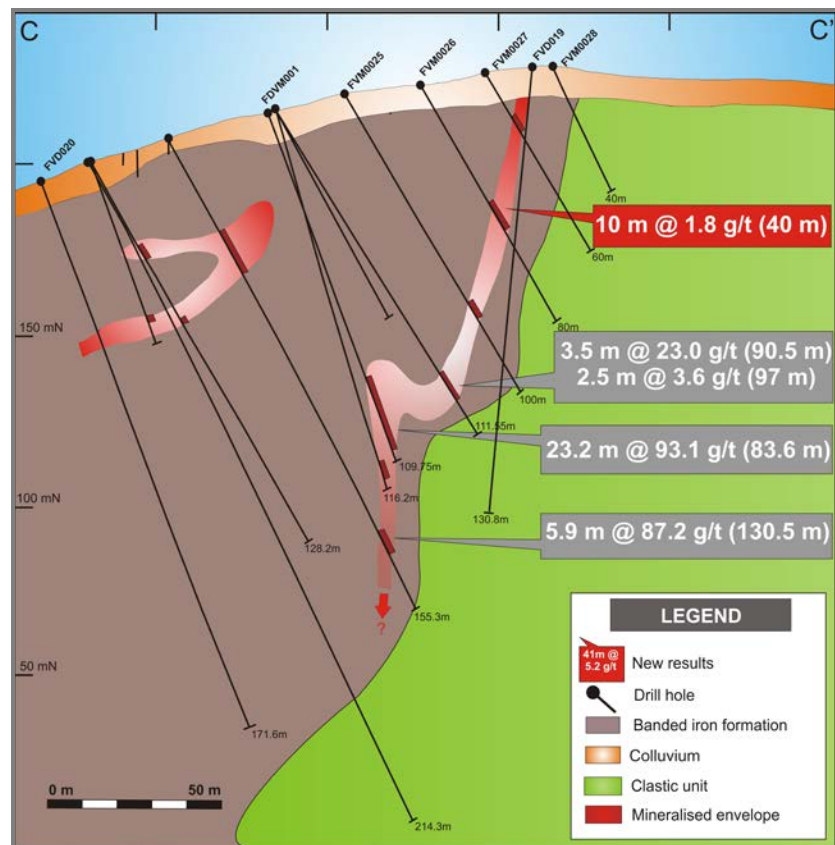 C
C'
FVD020
FDVM001
FVM0025
FVM0026
FVM0027
FVD019
FVM0028
40m
10 m @ 1.8 g/t (40 m)
60m
80m
150 mN
3.5 m @ 23.0 g/t (90.5 m)
2.5 m @ 3.6 g/t (97 m)
100m
111.55m
23.2 m @ 93.1 g/t (83.6 m)
109.75m
116.2m
100 mN
130.8m
5.9 m @ 87.2 g/t (130.5 m)
128.2m
155.3m
?
50 mN
171.6m
214.3m
0 m
50 m
LEGEND
41m @
5.2 g/t
New results
Drill hole
Banded iron formation
Colluvium
Clastic unit
Mineralised envelope